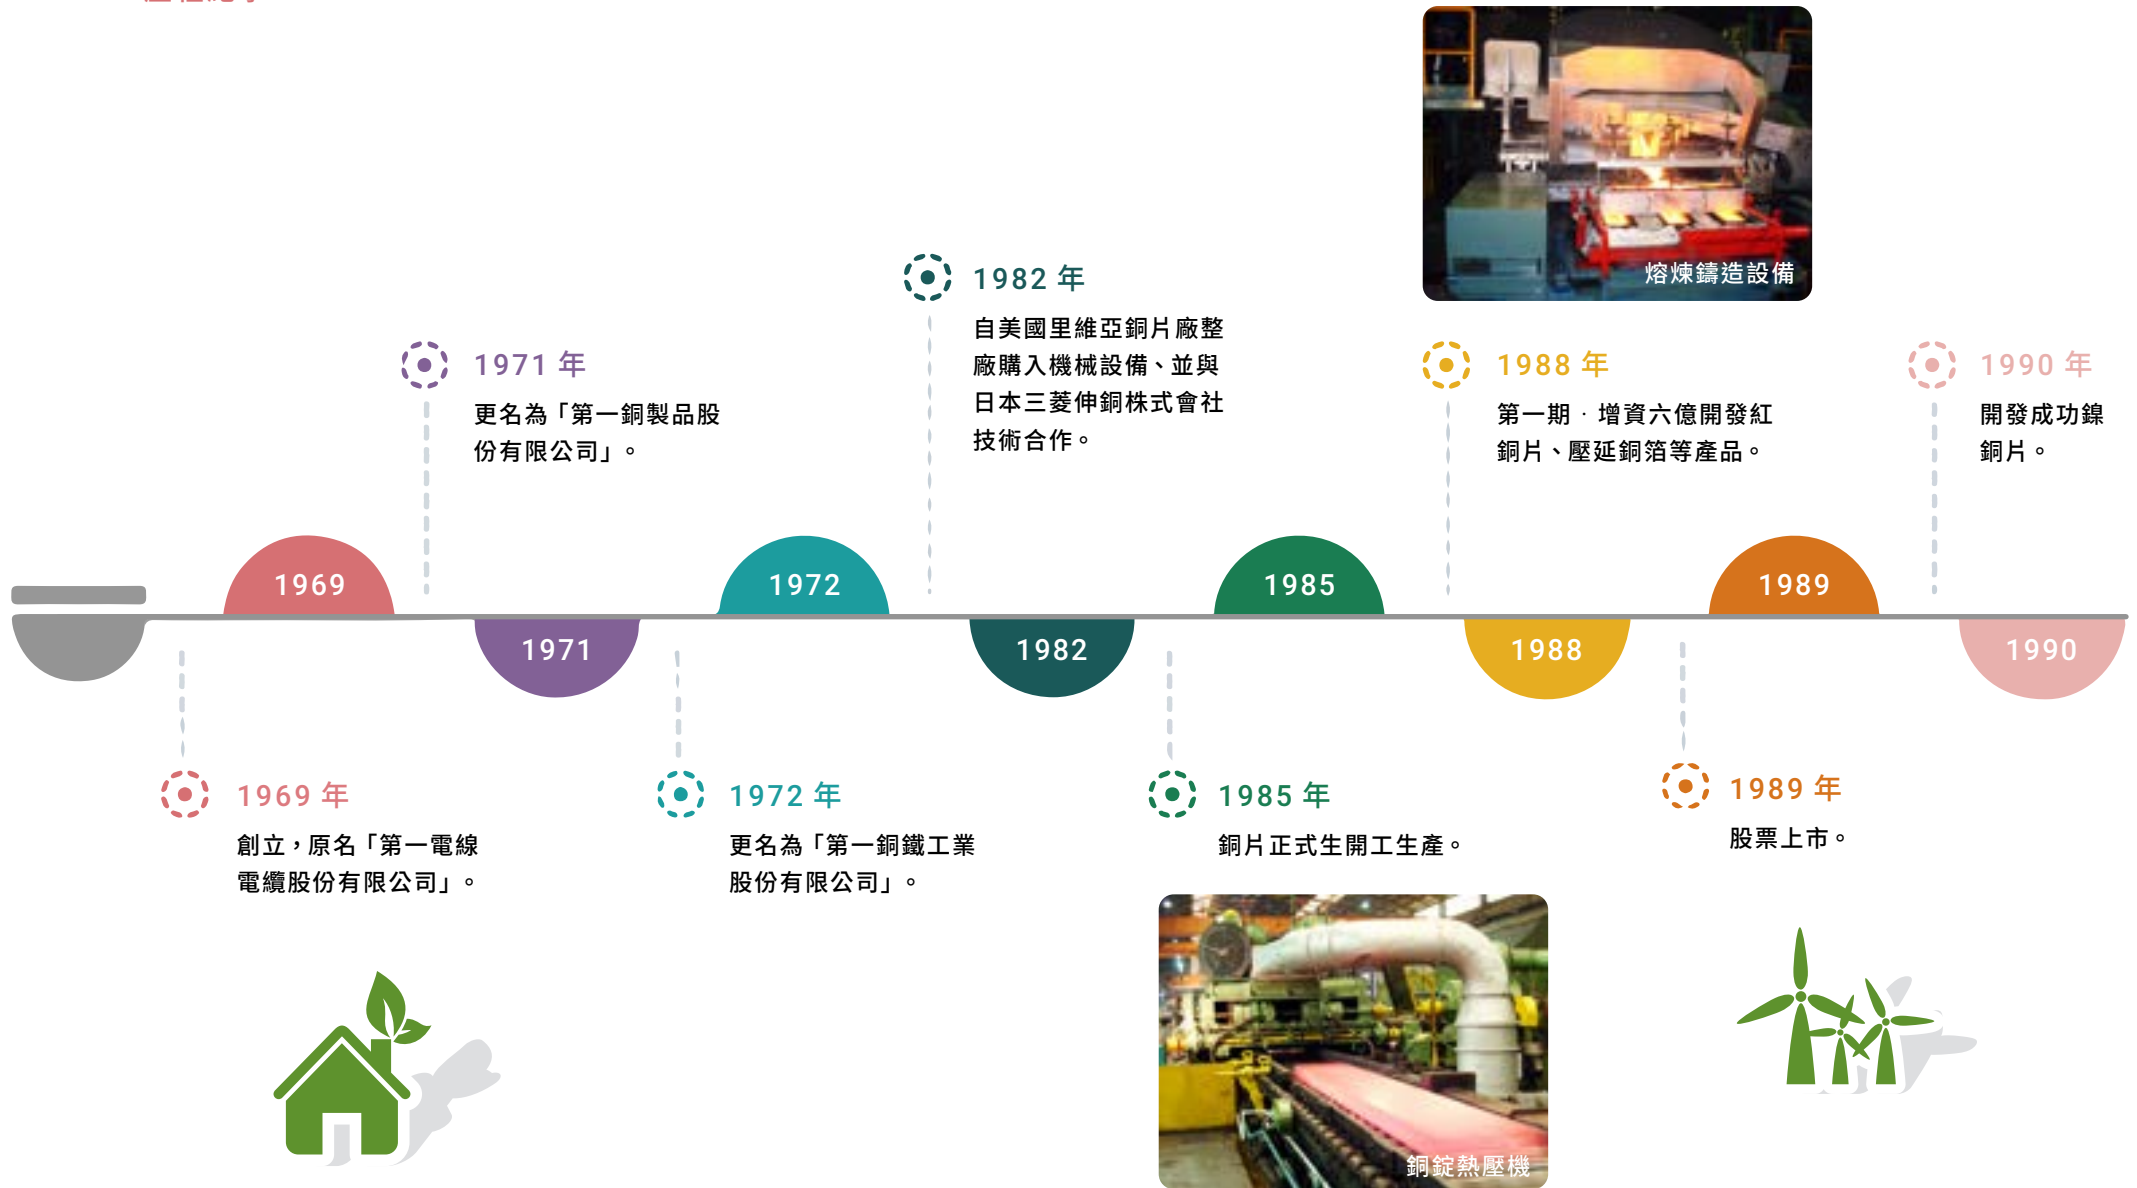 熔煉鑄造設備
1982 年
自美國里維亞銅片廠整
廠購入機械設備、並與
日本三菱伸銅株式會社
技術合作。
1971 年
更名為「第一銅製品股
份有限公司」。
1988 年
第一期．增資六億開發紅
銅片、壓延銅箔等產品。
1990 年
開發成功鎳
銅片。
1969
1972
1985
1989
1971
1982
1988
1990
1969 年
創立，原名「第一電線
電纜股份有限公司」。
1972 年
更名為「第一銅鐵工業
股份有限公司」。
1985 年
銅片正式生開工生產。
1989 年
股票上市。
銅錠熱壓機